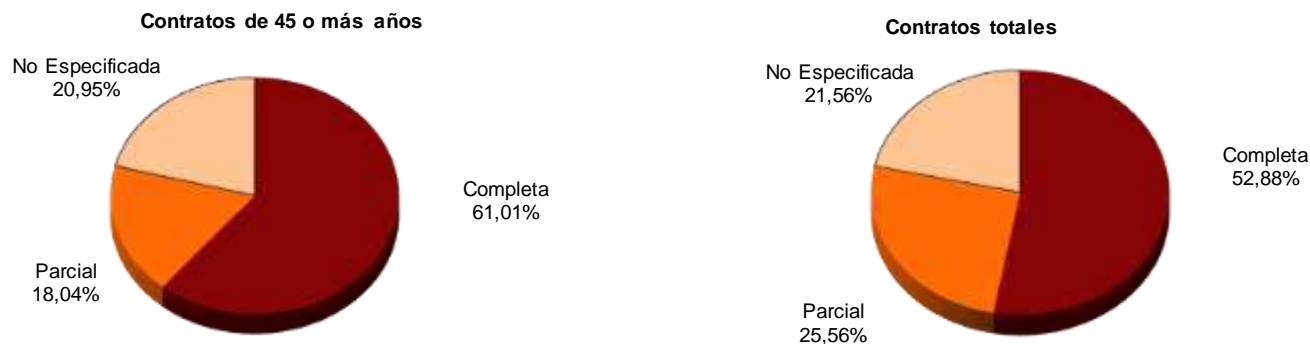 Contratos de 45 o más años
No Especificada
20,95%
Completa
61,01%
Parcial
18,04%
Contratos totales
No Especificada
21,56%
Completa
52,88%
Parcial
25,56%